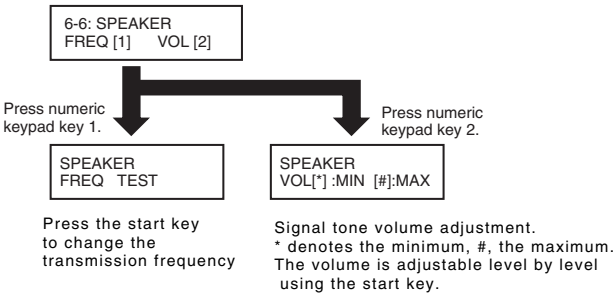 6-6: SPEAKER
FREQ [1] VOL [2]
Press numeric
keypad key 1.
Press numeric
keypad key 2.
SPEAKER
FREQ TEST
SPEAKER
VOL[*] :MIN [#]:MAX
Press the start key
to change the
transmission frequency
Signal tone volume adjustment.
* denotes the minimum, #, the maximum.
The volume is adjustable level by level
using the start key.